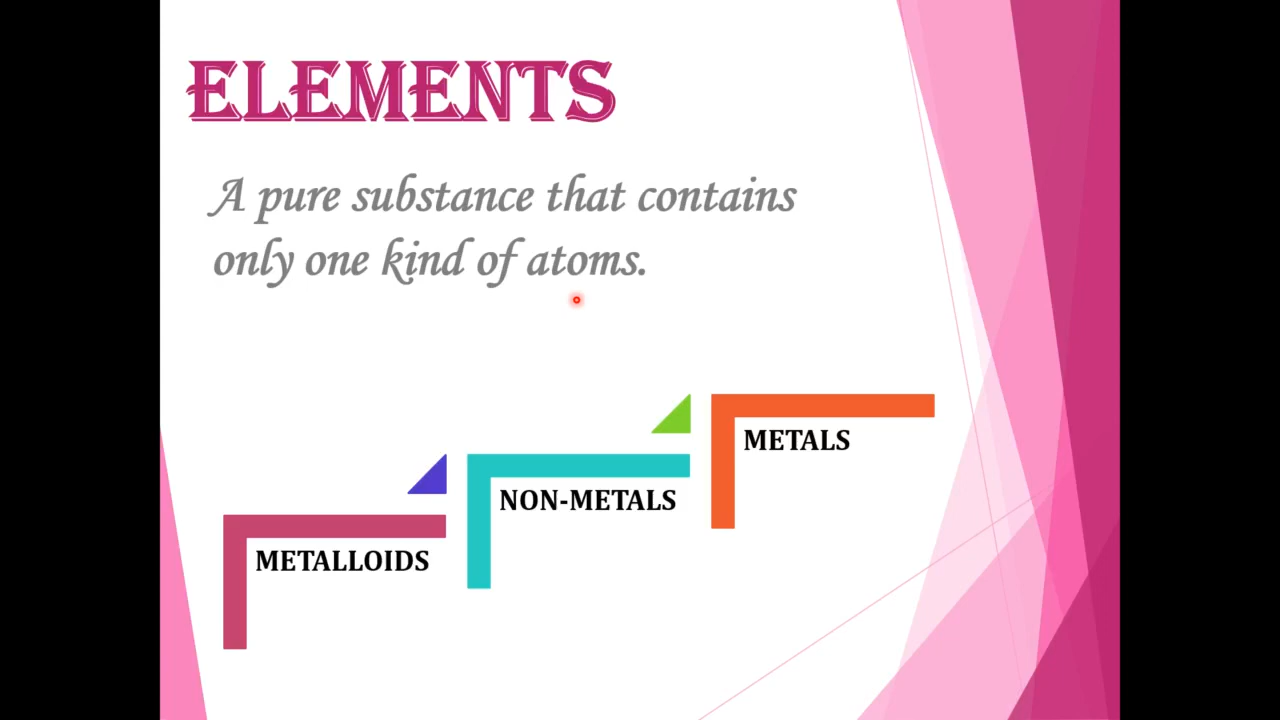 ELEMENTS
A pure substance that contains
only one kind of atoms.
METALS
NON-METALS
METALLOIDS